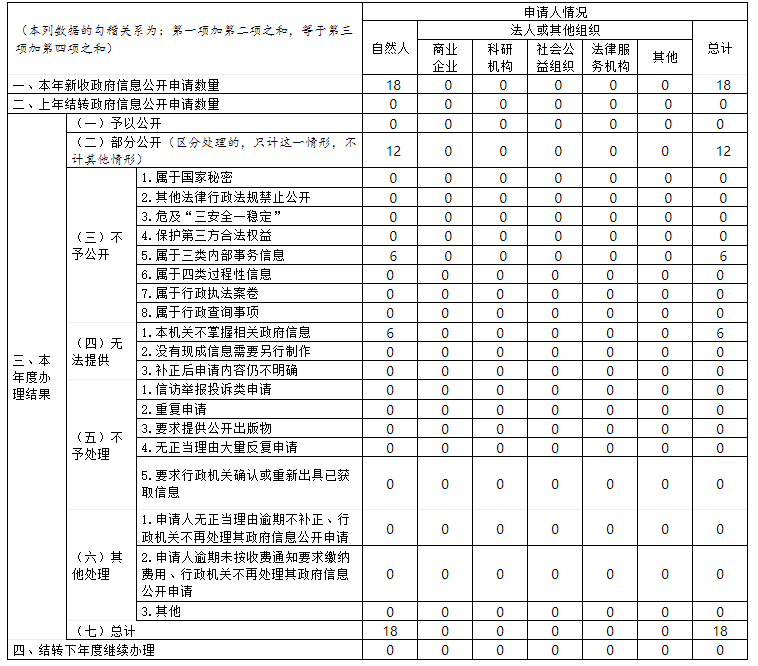 （本列数据的勾稽关系为：第一项加第二项之和，等于第三
项加第四项之和）
申请人情况
自然人
法人或其他组织
总计
商业
企业
科研
机构
社会公
益组织
法律服
务机构
其他
一、本年新收政府信息公开申请数量 18 0 0 0 0 0 18
二、上年结转政府信息公开申请数量 0 0 0 0 0 0 0
三、本
年度办
理结果
（一）予以公开 0 0 0 0 0 0 0
（二）部分公开（区分处理的，只计这一情形，不
计其他情形） 12 0 0 0 0 0 12
（三）不
予公开
1.属于国家秘密 0 0 0 0 0 0 0
2.其他法律行政法规禁止公开 0 0 0 0 0 0 0
3.危及“三安全一稳定” 0 0 0 0 0 0 0
4.保护第三方合法权益 0 0 0 0 0 0 0
5.属于三类内部事务信息 6 0 0 0 0 0 6
6.属于四类过程性信息 0 0 0 0 0 0 0
7.属于行政执法案卷 0 0 0 0 0 0 0
8.属于行政查询事项 0 0 0 0 0 0 0
（四）无
法提供
1.本机关不掌握相关政府信息 6 0 0 0 0 0 6
2.没有现成信息需要另行制作 0 0 0 0 0 0 0
3.补正后申请内容仍不明确 0 0 0 0 0 0 0
（五）不
予处理
1.信访举报投诉类申请 0 0 0 0 0 0 0
2.重复申请 0 0 0 0 0 0 0
3.要求提供公开出版物 0 0 0 0 0 0 0
4.无正当理由大量反复申请 0 0 0 0 0 0 0
5.要求行政机关确认或重新出具已获
取信息 0 0 0 0 0 0 0
（六）其
他处理
1.申请人无正当理由逾期不补正、行
政机关不再处理其政府信息公开申请 0 0 0 0 0 0 0
2.申请人逾期未按收费通知要求缴纳
费用、行政机关不再处理其政府信息
公开申请 0 0 0 0 0 0 0
3.其他 0 0 0 0 0 0 0
（七）总计 18 0 0 0 0 0 18
四、结转下年度继续办理 0 0 0 0 0 0 0